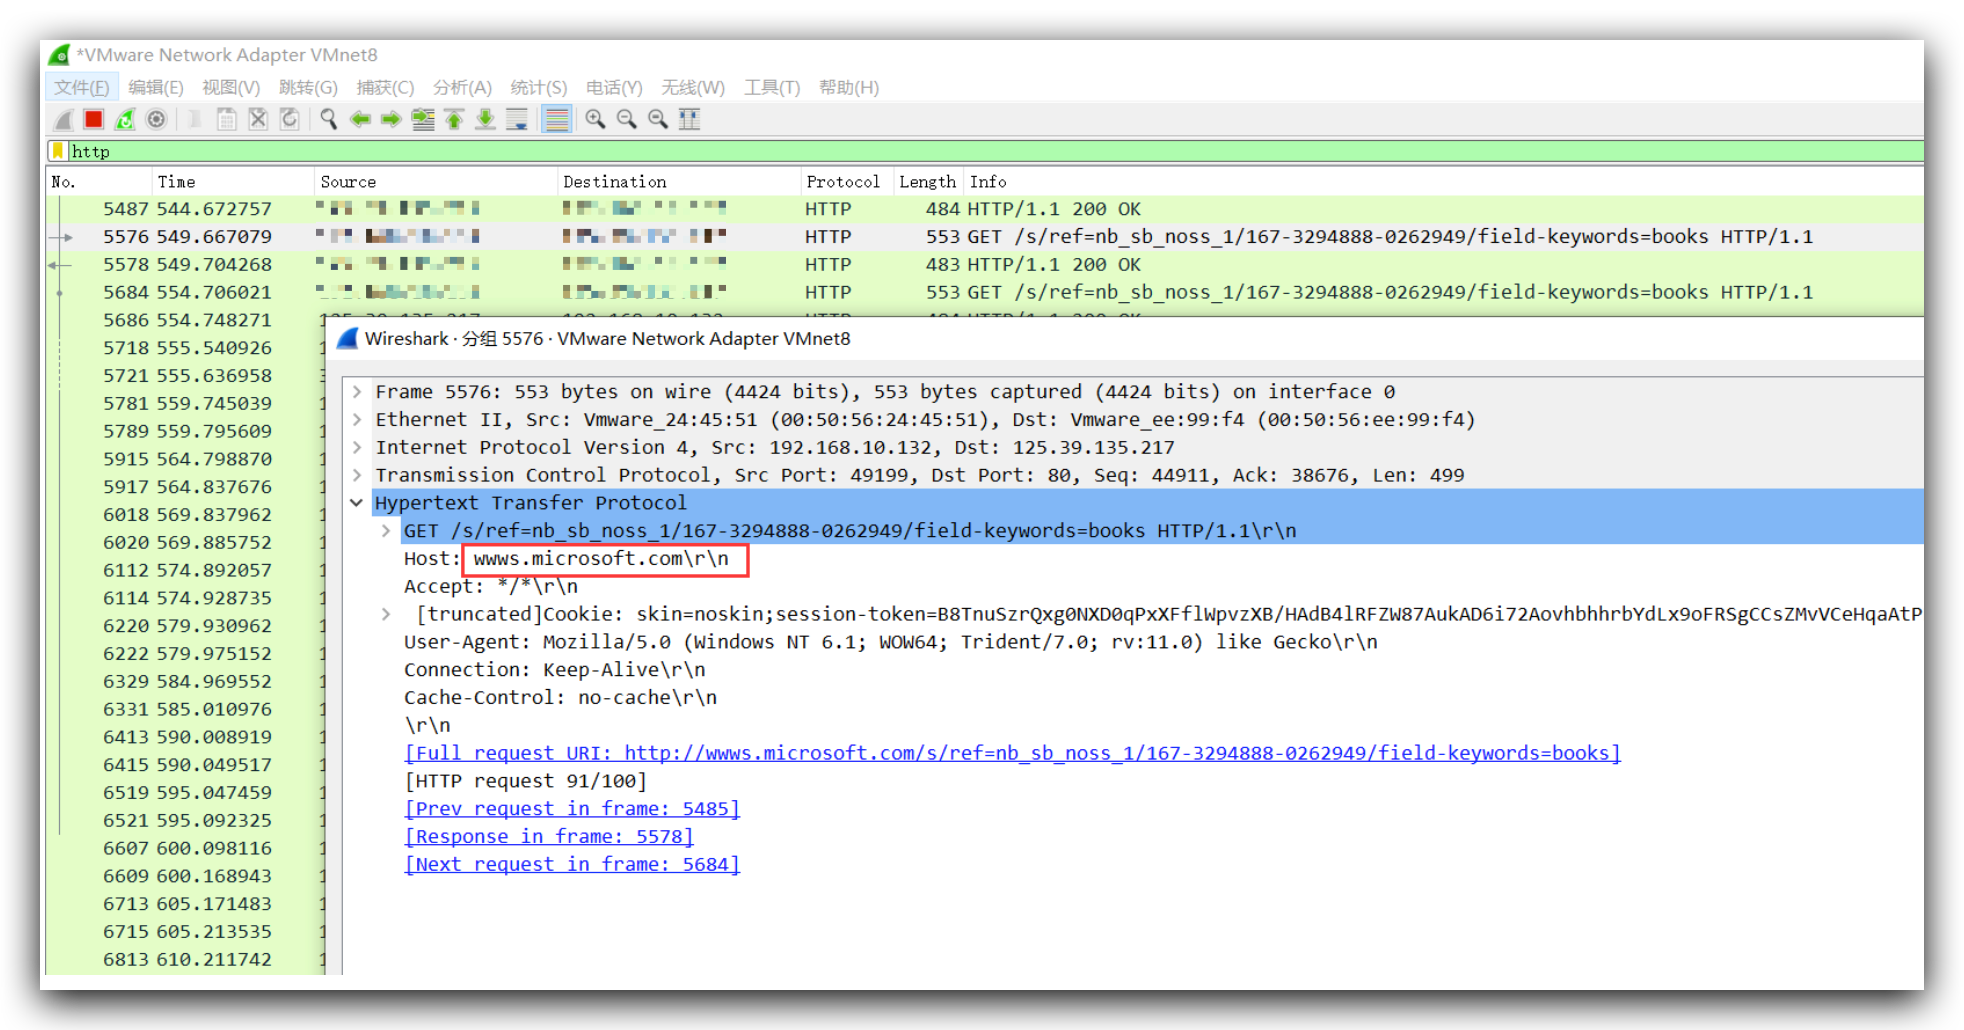 *VMware Network Adapter VMnet8
文件(F) 编辑(E) 视图(V) 跳转(G) 捕获(C) 分析(A) 统计(S) 电话(Y) 无线(W) 工具(T) 帮助(H)
http
No. Time Source Destination Protocol Length Info
5487 544.672757 HTTP 484 HTTP/1.1 200 OK
5576 549.667079 HTTP 553 GET /s/ref=nb_sb_noss_1/167-3294888-0262949/field-keywords=books HTTP/1.1
5578 549.704268 HTTP 483 HTTP/1.1 200 OK
5684 554.706021 HTTP 553 GET /s/ref=nb_sb_noss_1/167-3294888-0262949/field-keywords=books HTTP/1.1
5686 554.748271
5718 555.540926
5721 555.636958
5781 559.745039
5789 559.795609
5915 564.798870
5917 564.837676
6018 569.837962
6020 569.885752
6112 574.892057
6114 574.928735
6220 579.930962
6222 579.975152
6329 584.969552
6331 585.010976
6413 590.008919
6415 590.049517
6519 595.047459
6521 595.092325
6607 600.098116
6609 600.168943
6713 605.171483
6715 605.213535
6813 610.211742
Wireshark · 分组 5576 · VMware Network Adapter VMnet8
Frame 5576: 553 bytes on wire (4424 bits), 553 bytes captured (4424 bits) on interface 0
Ethernet II, Src: Vmware_24:45:51 (00:50:56:24:45:51), Dst: Vmware_ee:99:f4 (00:50:56:ee:99:f4)
Internet Protocol Version 4, Src: 192.168.10.132, Dst: 125.39.135.217
Transmission Control Protocol, Src Port: 49199, Dst Port: 80, Seq: 44911, Ack: 38676, Len: 499
Hypertext Transfer Protocol
GET /s/ref=nb_sb_noss_1/167-3294888-0262949/field-keywords=books HTTP/1.1\r\n
Host: wwws.microsoft.com\r\n
Accept: */*\r\n
[truncated]Cookie: skin=noskin;session-token=B8TnuSzrQxg0NXD0qPxXFflWpvzXB/HAdB4lRFZW87AukAD6i72AovhbhhrbYdLx9oFRSgCCsZMvVCeHqaAtP
User-Agent: Mozilla/5.0 (Windows NT 6.1; WOW64; Trident/7.0; rv:11.0) like Gecko\r\n
Connection: Keep-Alive\r\n
Cache-Control: no-cache\r\n
\r\n
[Full request URI: http://wwws.microsoft.com/s/ref=nb_sb_noss_1/167-3294888-0262949/field-keywords=books]
[HTTP request 91/100]
[Prev request in frame: 5485]
[Response in frame: 5578]
[Next request in frame: 5684]